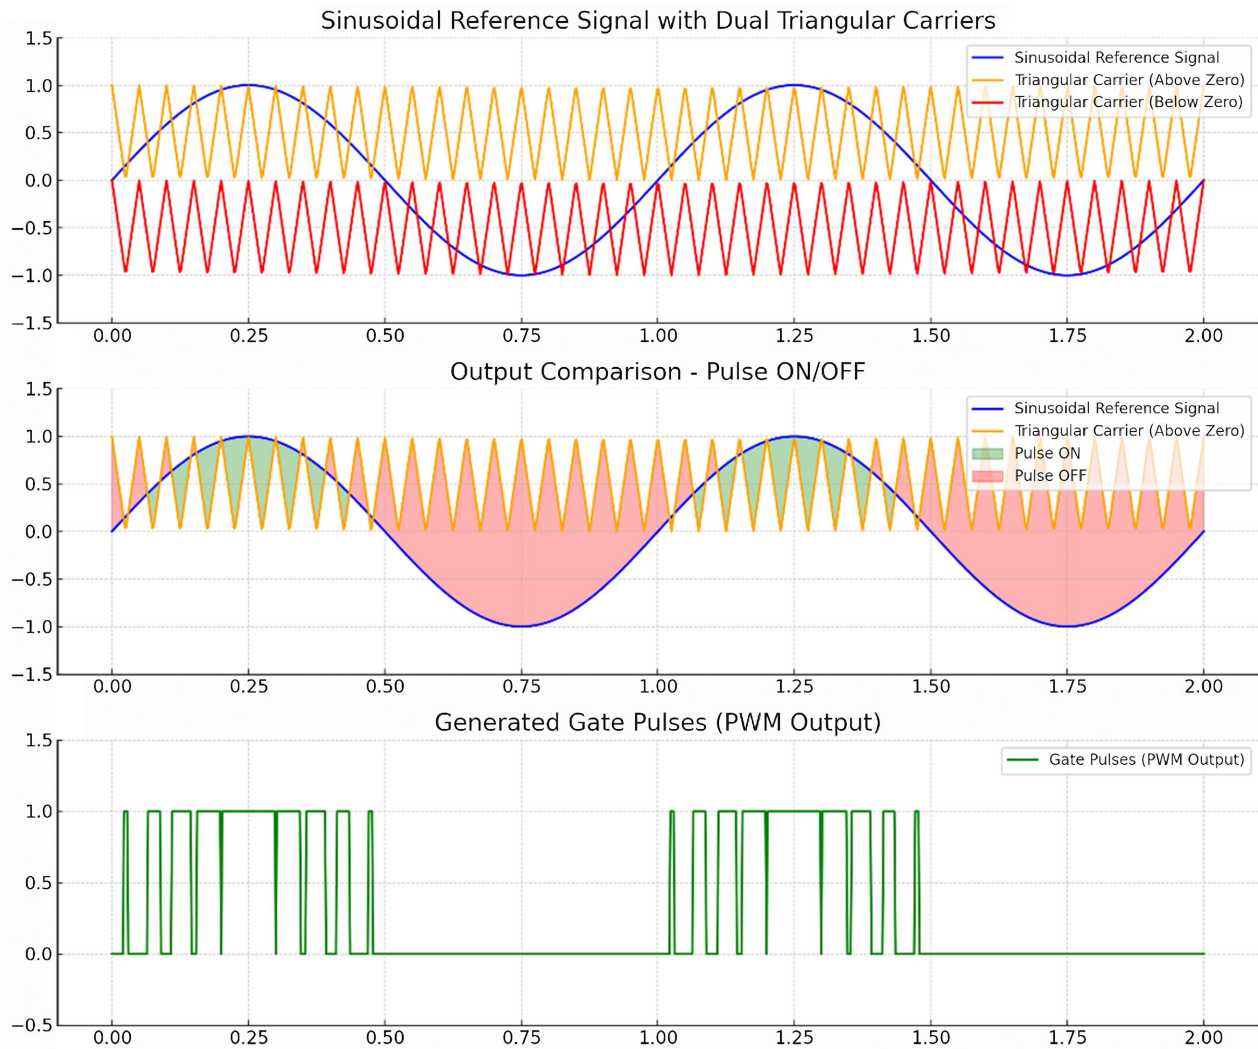 Sinusoidal Reference Signal with Dual Triangular Carriers
1.5
1.0
0.5
0.0
−0.5
−1.0
−1.5
Sinusoidal Reference Signal
Triangular Carrier (Above Zero)
Triangular Carrier (Below Zero)
0.00 0.25 0.50 0.75 1.00 1.25 1.50 1.75 2.00
Output Comparison - Pulse ON/OFF
1.5
1.0
0.5
0.0
−0.5
−1.0
−1.5
Sinusoidal Reference Signal
Triangular Carrier (Above Zero)
Pulse ON
Pulse OFF
0.00 0.25 0.50 0.75 1.00 1.25 1.50 1.75 2.00
Generated Gate Pulses (PWM Output)
1.5
1.0
0.5
0.0
−0.5
Gate Pulses (PWM Output)
0.00 0.25 0.50 0.75 1.00 1.25 1.50 1.75 2.00